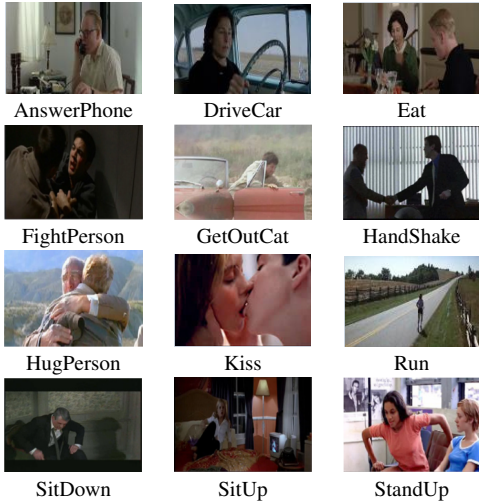 AnswerPhone
DriveCar
Eat
FightPerson
GetOutCat
HandShake
HugPerson
Kiss
Run
SitDown
SitUp
StandUp